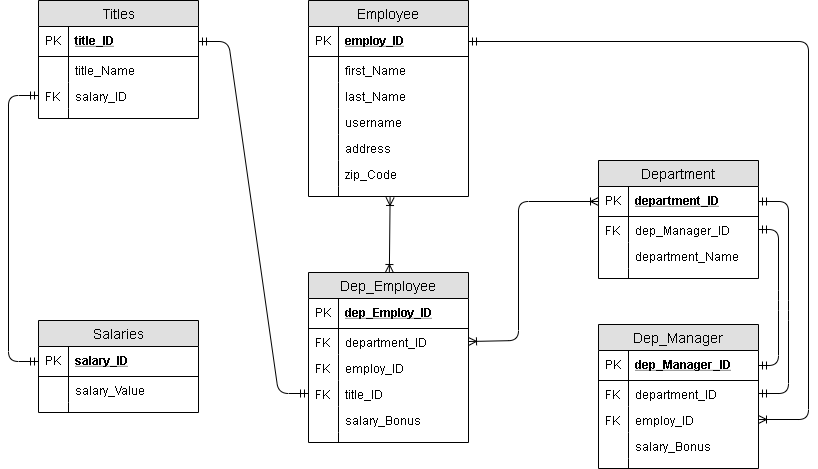 Titles
PK title_ID
title_Name
FK salary_ID
Employee
PK employ_ID
first_Name
last_Name
username
address
zip_Code
Department
PK department_ID
FK dep_Manager_ID
department_Name
Dep_Employee
PK dep_Employ_ID
FK department_ID
FK employ_ID
FK title_ID
salary_Bonus
Salaries
PK salary_ID
salary_Value
Dep_Manager
PK dep_Manager_ID
FK department_ID
FK employ_ID
salary_Bonus